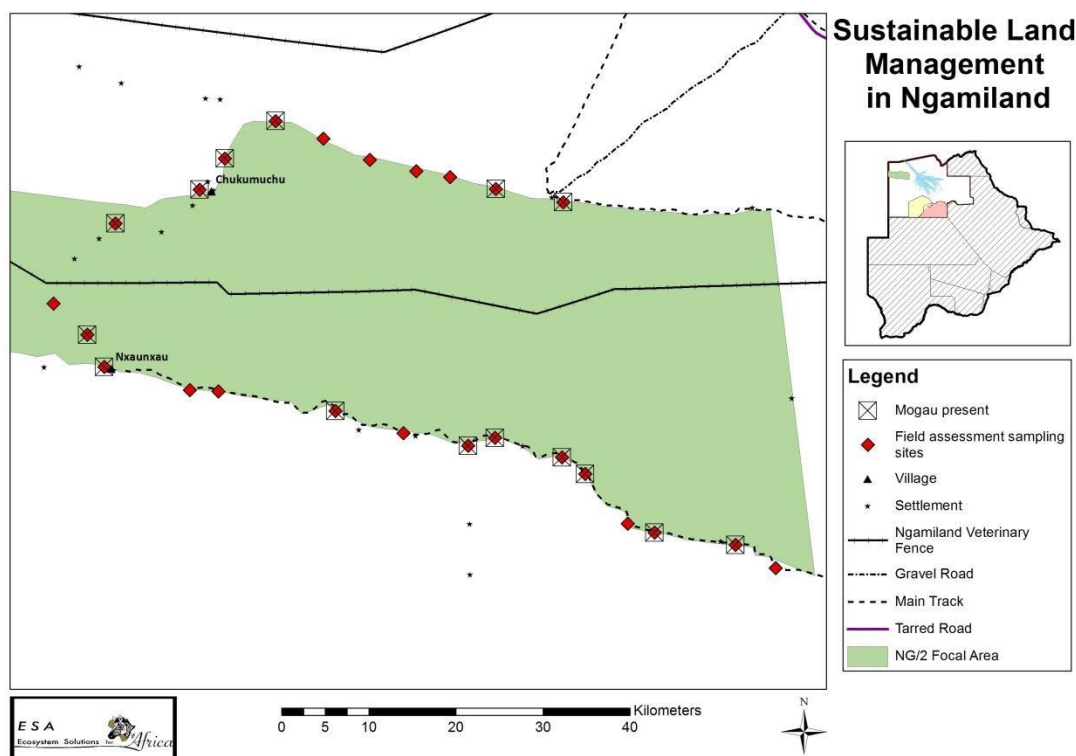 Sustainable Land
Management
in Ngamiland
Chukumuchu
Nxaunxau
Legend
Mogau present
Field assessment sampling
sites
Village
Settlement
Ngamiland Veterinary
Fence
Gravel Road
Main Track
Tarred Road
NG/2 Focal Area
ESA
Ecosystem Solutions for Africa
Kilometers
0 5 10 20 30 40
N